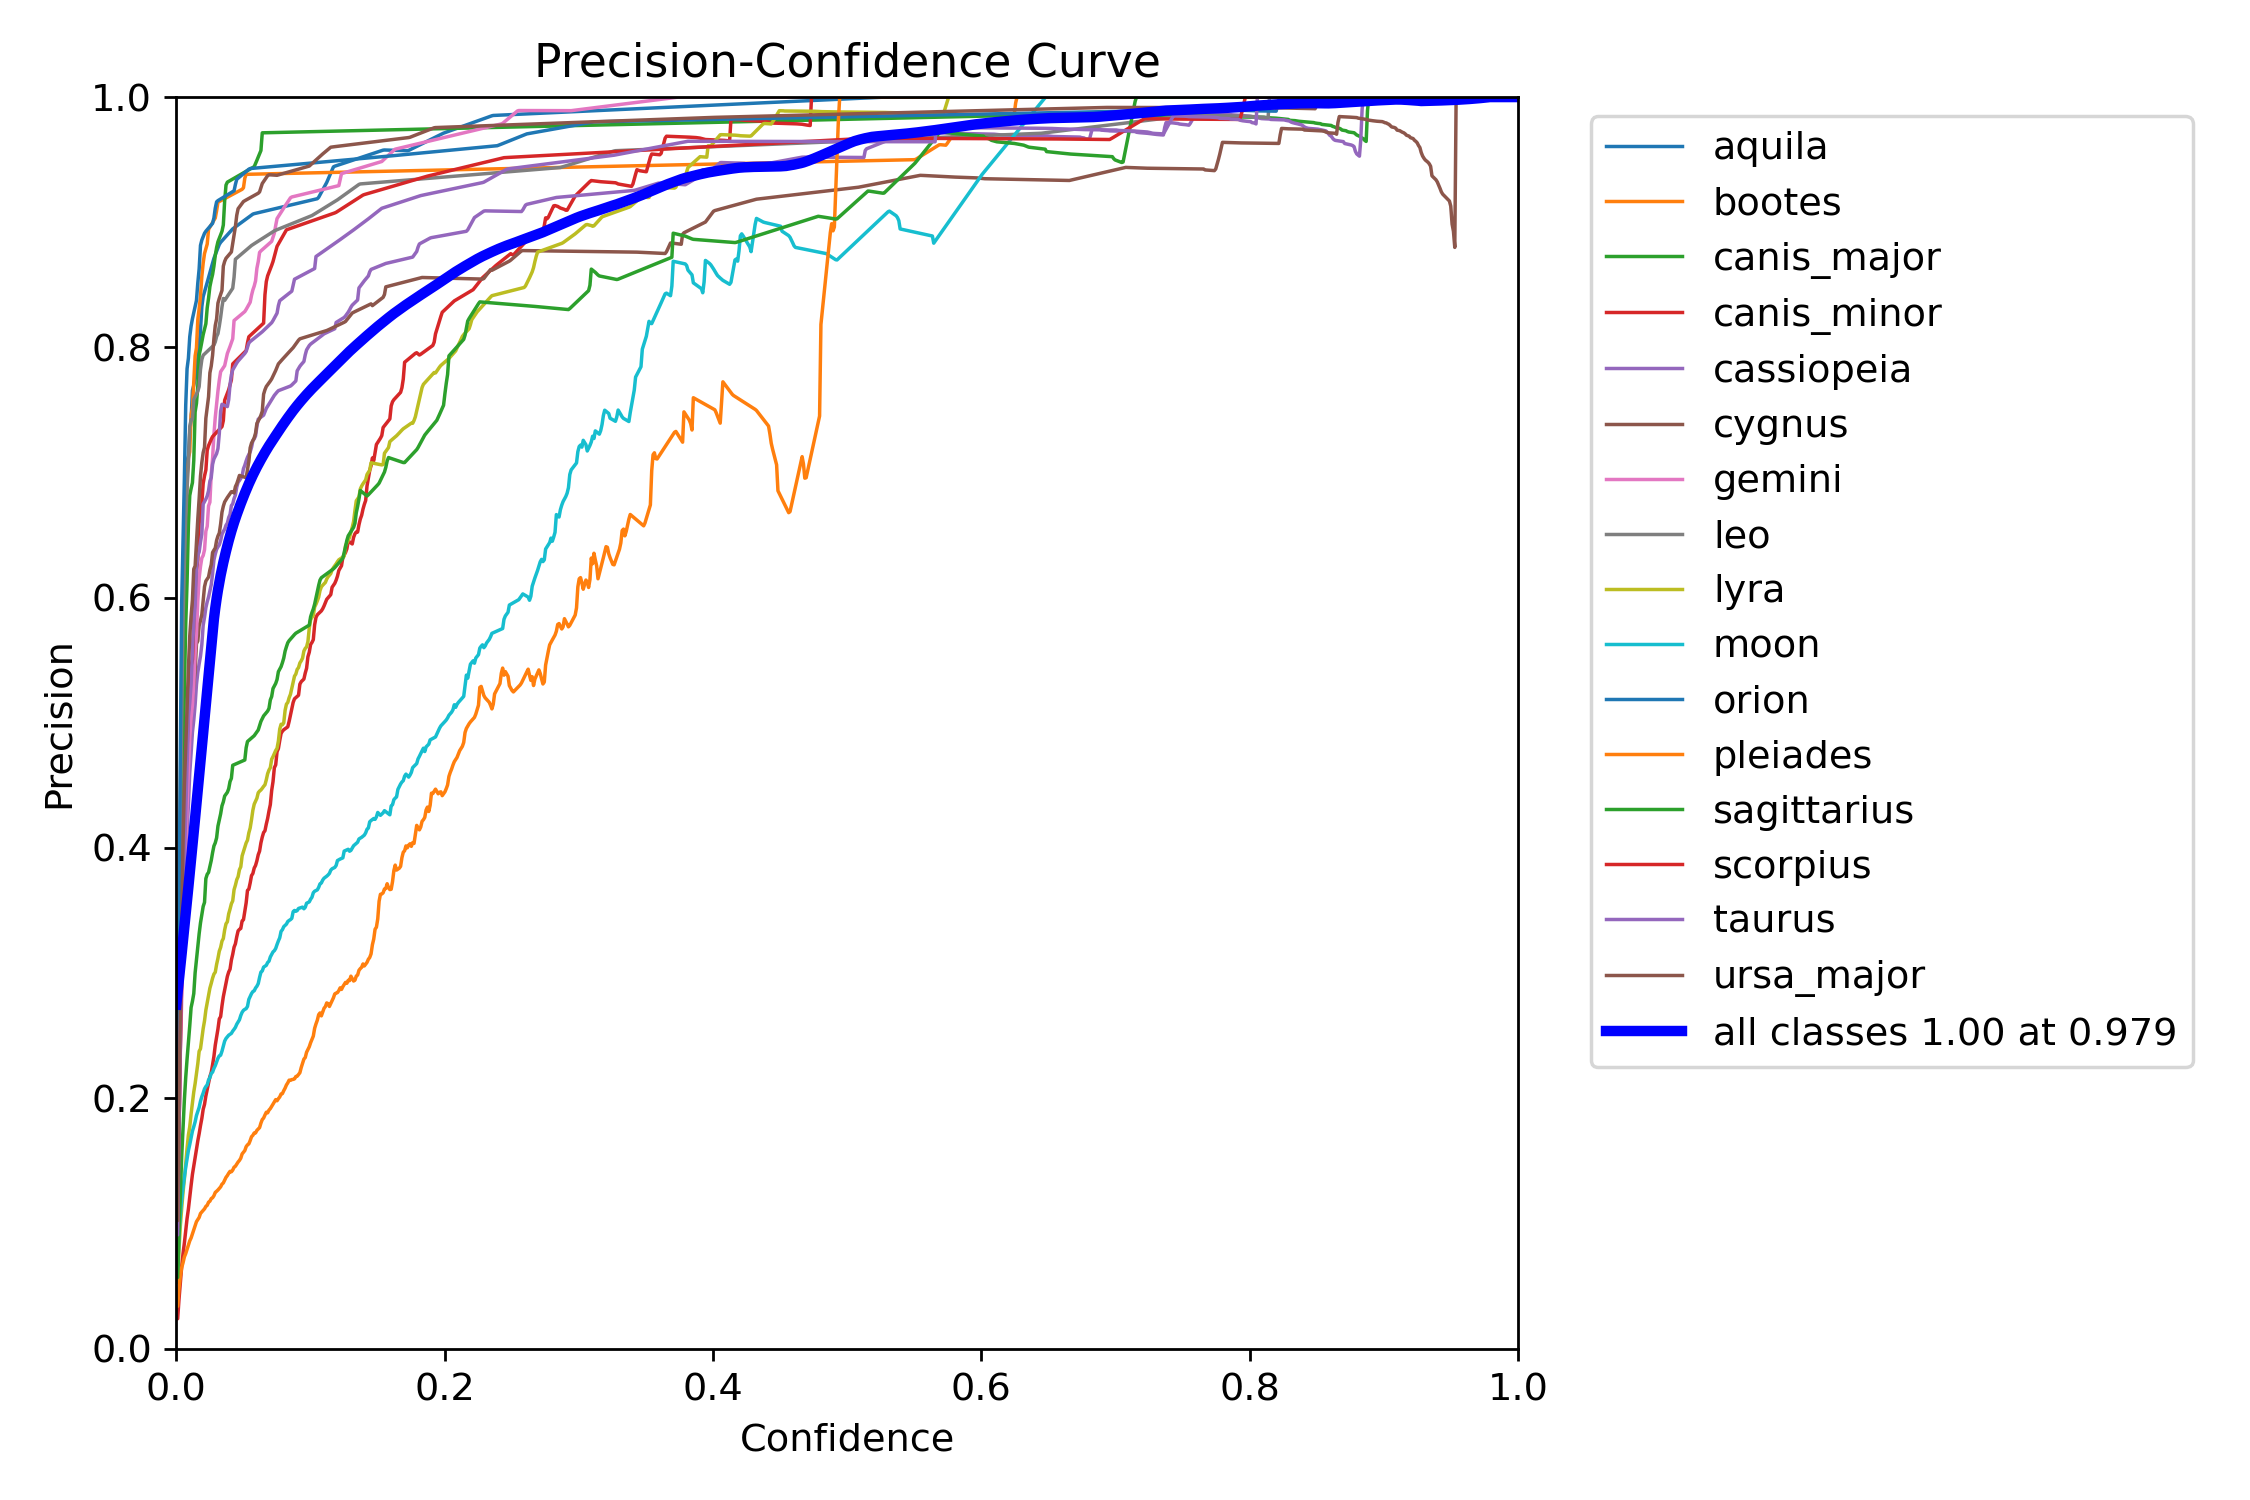 Precision-Confidence Curve
1.0
0.8
0.6
0.4
0.2
0.0
Precision
0.0 0.2 0.4 0.6 0.8 1.0
Confidence
aquila
bootes
canis_major
canis_minor
cassiopeia
cygnus
gemini
leo
lyra
moon
orion
pleiades
sagittarius
scorpius
taurus
ursa_major
all classes 1.00 at 0.979